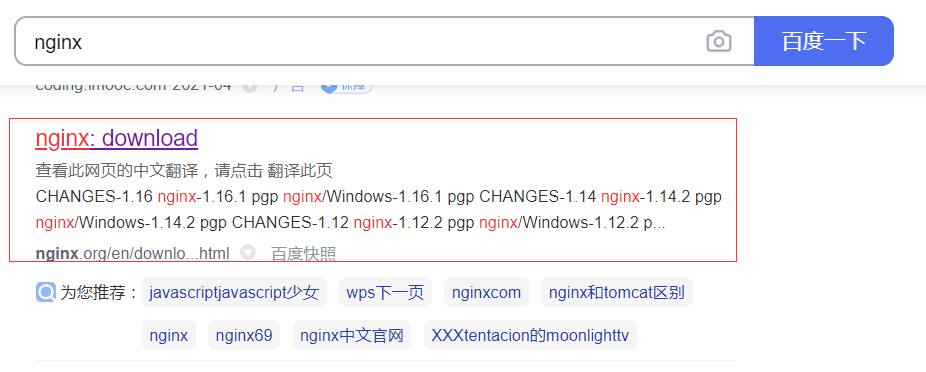 nginx 百度一下
coding.imooc.com 2021-04 广告 保障
nginx: download
查看此网页的中文翻译，请点击 翻译此页
CHANGES-1.16 nginx-1.16.1 pgp nginx/Windows-1.16.1 pgp CHANGES-1.14 nginx-1.14.2 pgp
nginx/Windows-1.14.2 pgp CHANGES-1.12 nginx-1.12.2 pgp nginx/Windows-1.12.2 p...
nginx.org/en/downlo...html 百度快照
为您推荐： javascriptjavascript少女 wps下一页 nginxcom nginx和tomcat区别
nginx nginx69 nginx中文官网 XXXtentacion的moonlighttv